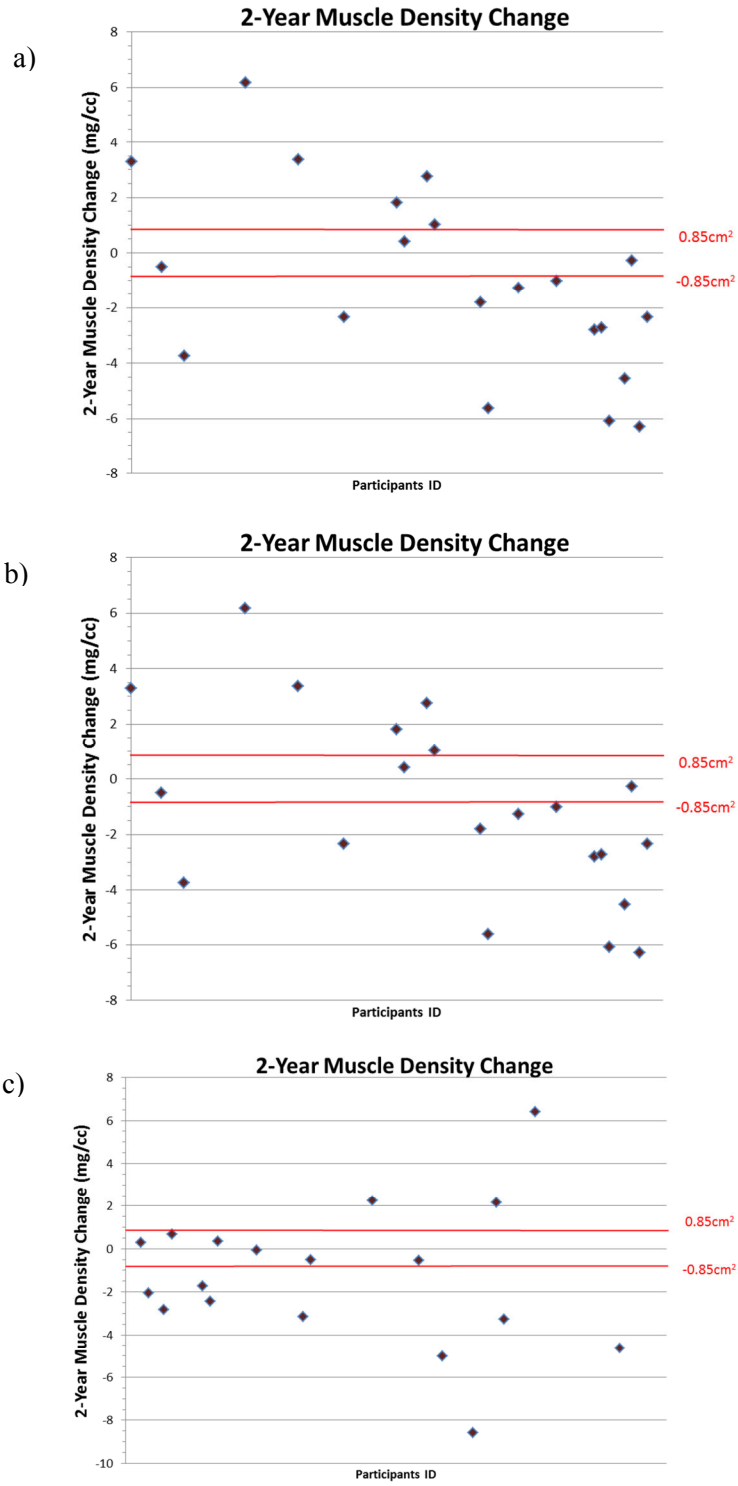 a)
2-Year Muscle Density Change
2-Year Muscle Density Change (mg/cc)
8
6
4
2
0
-2
-4
-6
-8
0.85cm²
-0.85cm²
Participants ID
b)
2-Year Muscle Density Change
2-Year Muscle Density Change (mg/cc)
8
6
4
2
0
-2
-4
-6
-8
0.85cm²
-0.85cm²
Participants ID
c)
2-Year Muscle Density Change
2-Year Muscle Density Change (mg/cc)
8
6
4
2
0
-2
-4
-6
-8
-10
0.85cm²
-0.85cm²
Participants ID